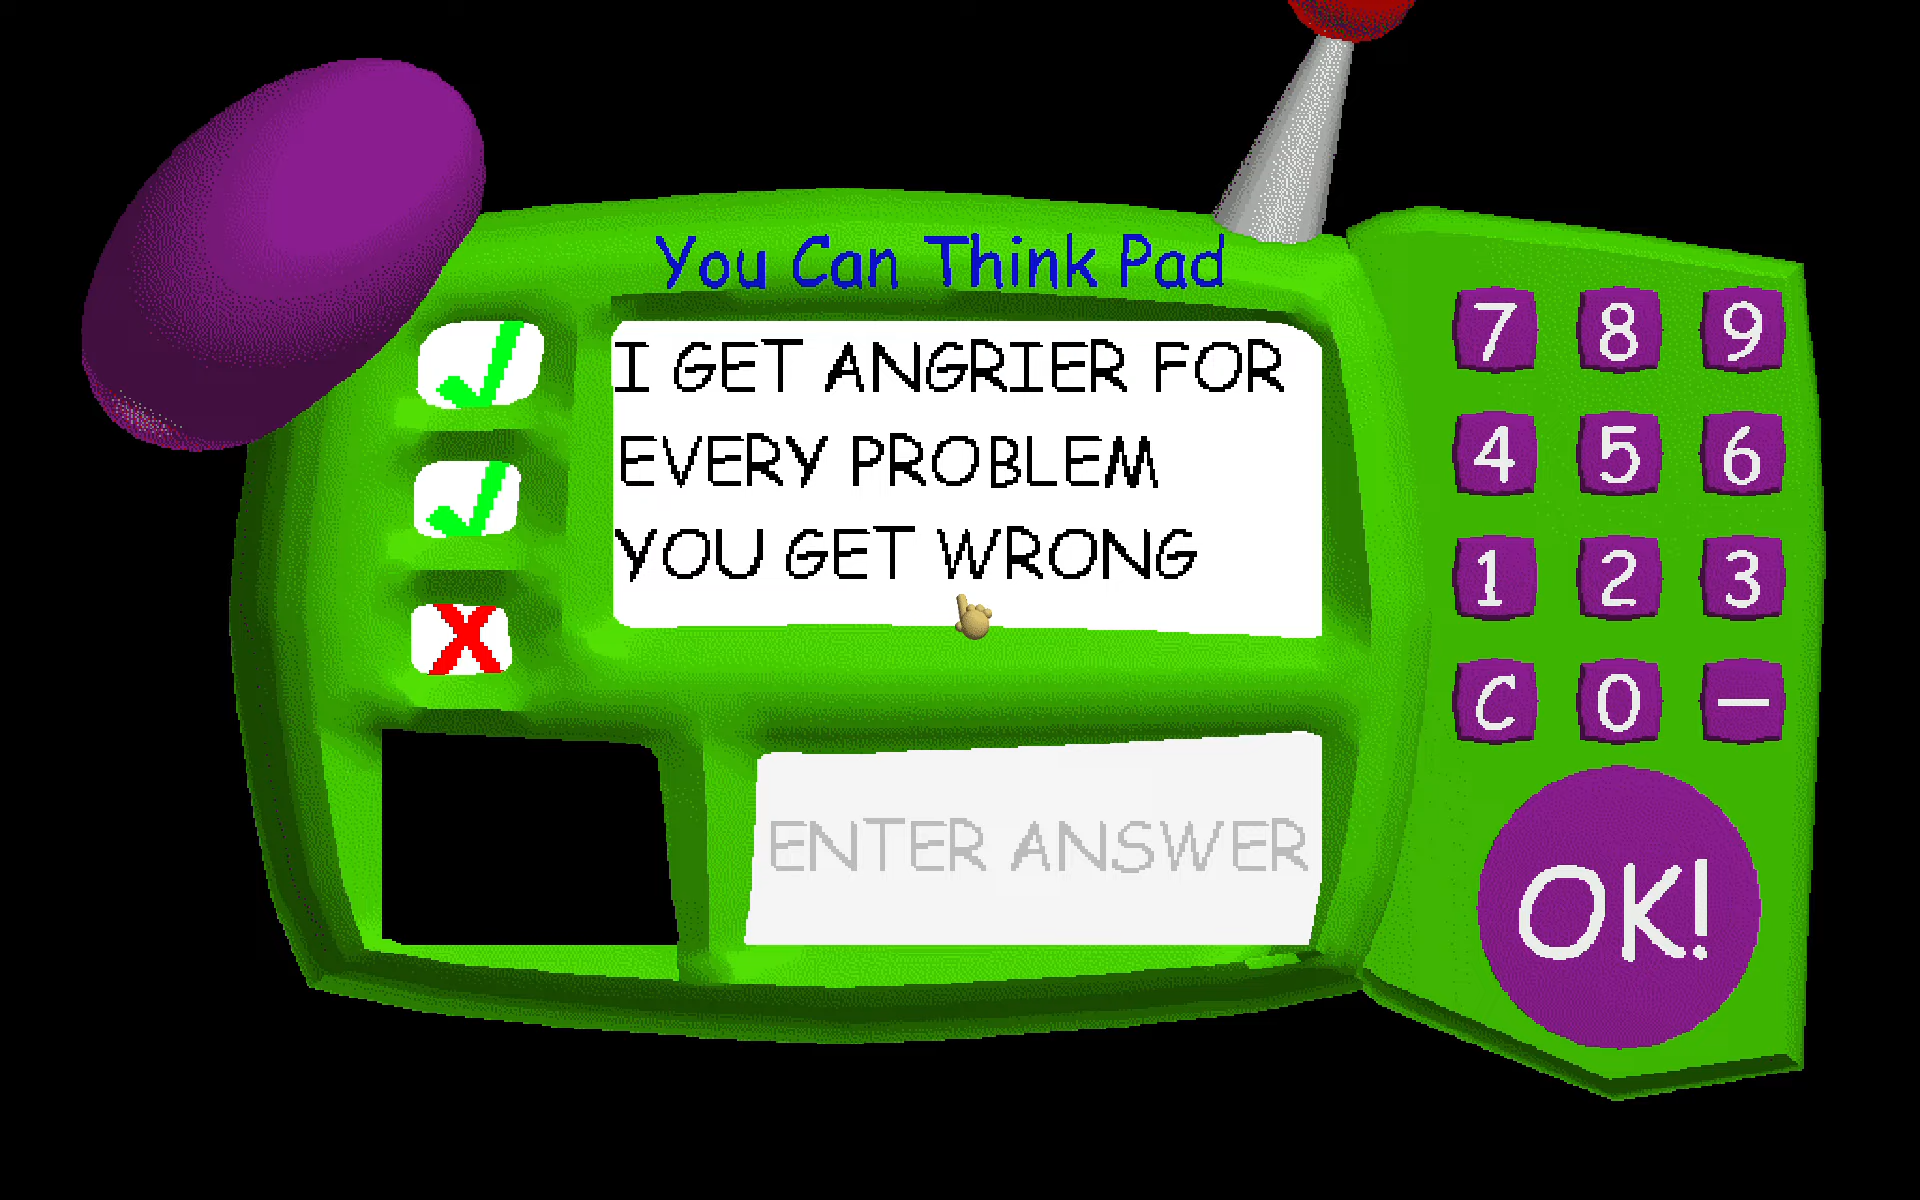 You Can Think Pad
I GET ANGRIER FOR
EVERY PROBLEM
YOU GET WRONG
ENTER ANSWER
7 8 9
4 5 6
1 2 3
C 0 —
OK!